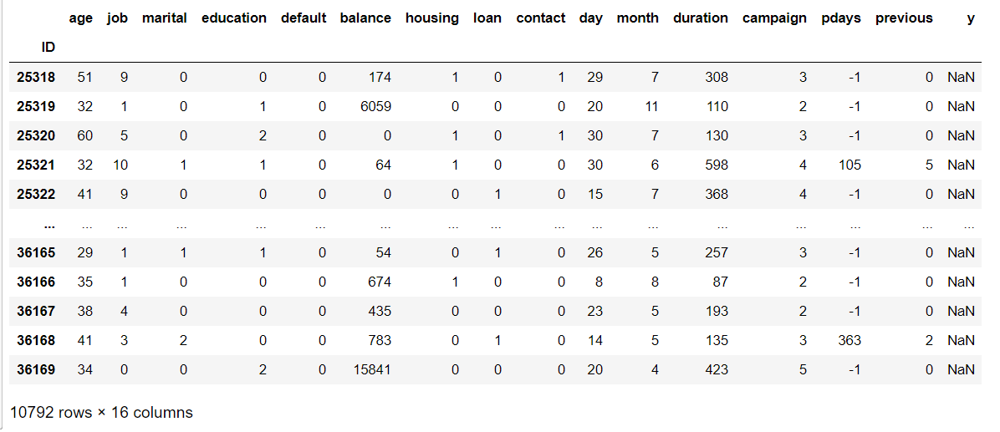 age job marital education default balance housing loan contact day month duration campaign pdays previous y
ID
25318 51 9 0 0 0 174 1 0 1 29 7 308 3 -1 0 NaN
25319 32 1 0 1 0 6059 0 0 0 20 11 110 2 -1 0 NaN
25320 60 5 0 2 0 0 1 0 1 30 7 130 3 -1 0 NaN
25321 32 10 1 1 0 64 1 0 0 30 6 598 4 105 5 NaN
25322 41 9 0 0 0 0 0 1 0 15 7 368 4 -1 0 NaN
... ... ... ... ... ... ... ... ... ... ... ... ... ... ... ... ...
36165 29 1 1 1 0 54 0 1 0 26 5 257 3 -1 0 NaN
36166 35 1 0 0 0 674 1 0 0 8 8 87 2 -1 0 NaN
36167 38 4 0 0 0 435 0 0 0 23 5 193 2 -1 0 NaN
36168 41 3 2 0 0 783 0 1 0 14 5 135 3 363 2 NaN
36169 34 0 0 2 0 15841 0 0 0 20 4 423 5 -1 0 NaN
10792 rows × 16 columns